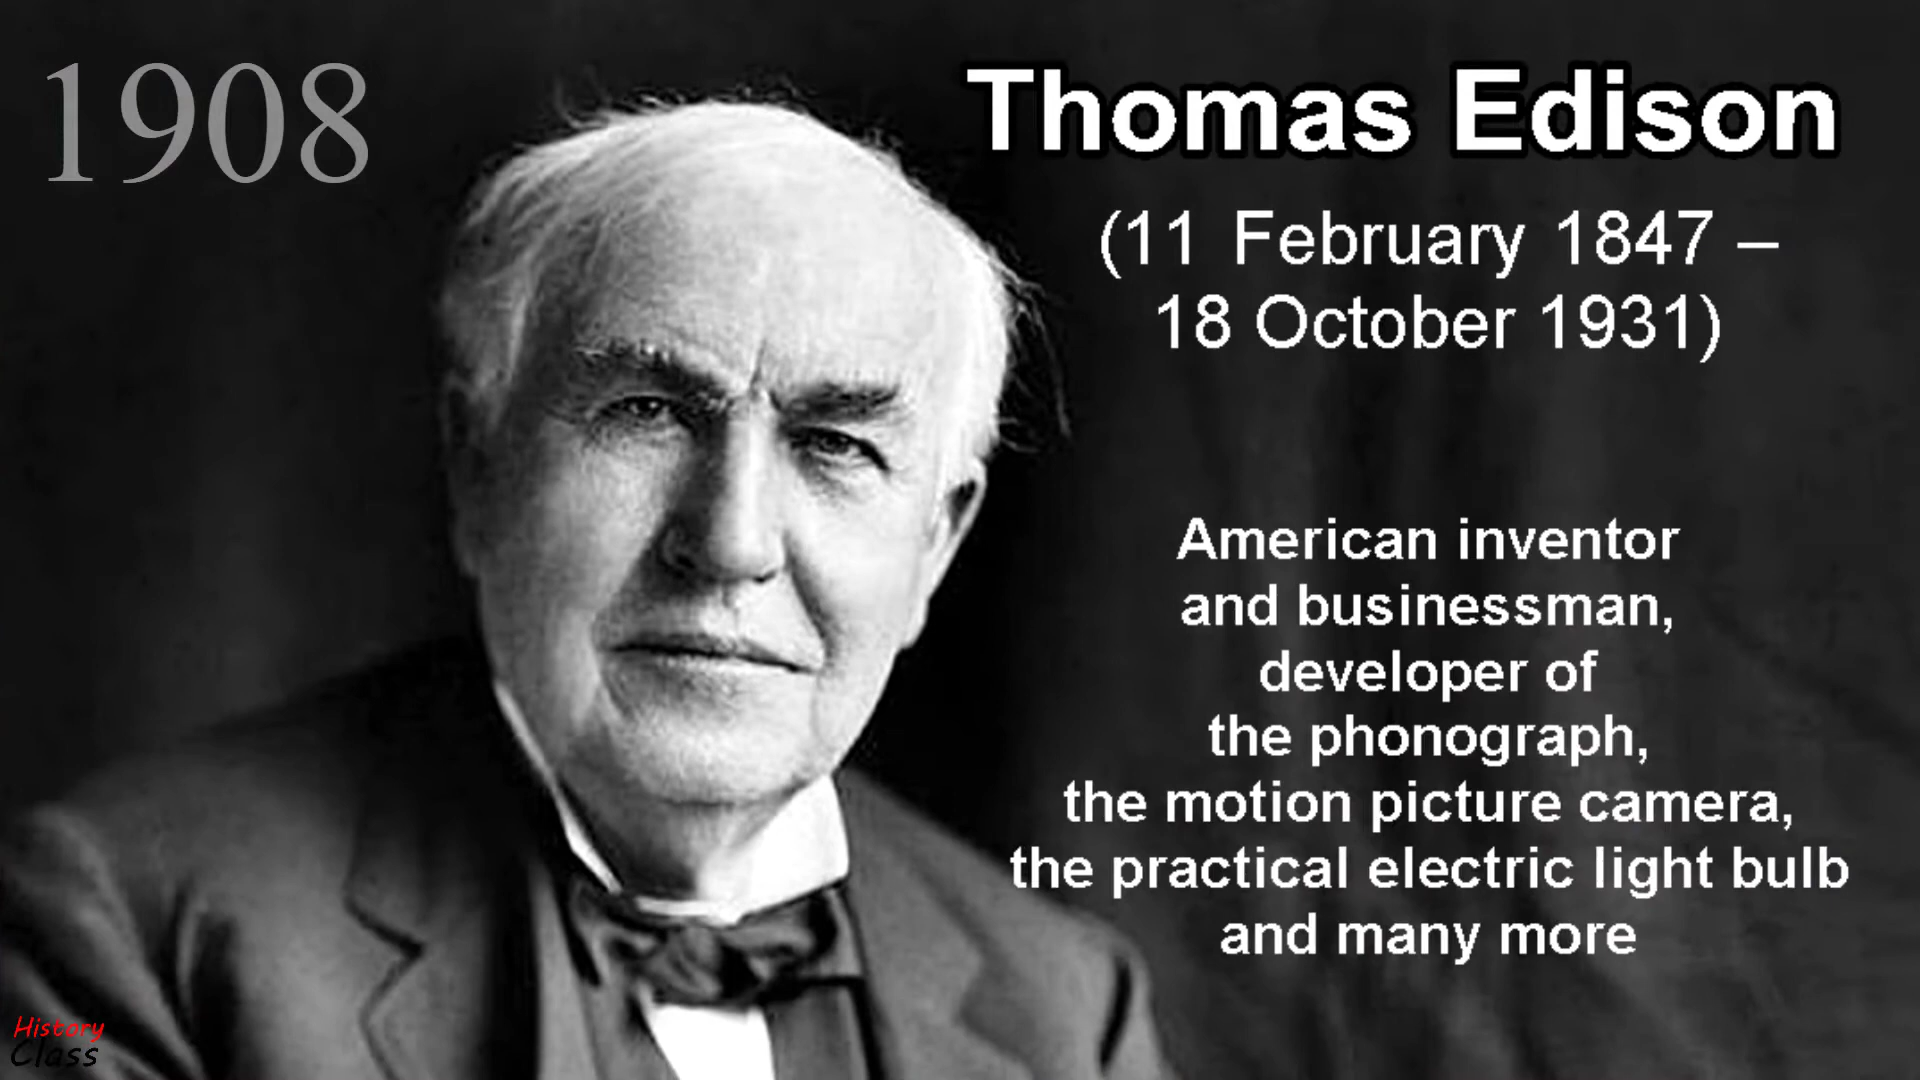 1908
Thomas Edison
(11 February 1847 –
18 October 1931)
American inventor
and businessman,
developer of
the phonograph,
the motion picture camera,
the practical electric light bulb
and many more
History
Class